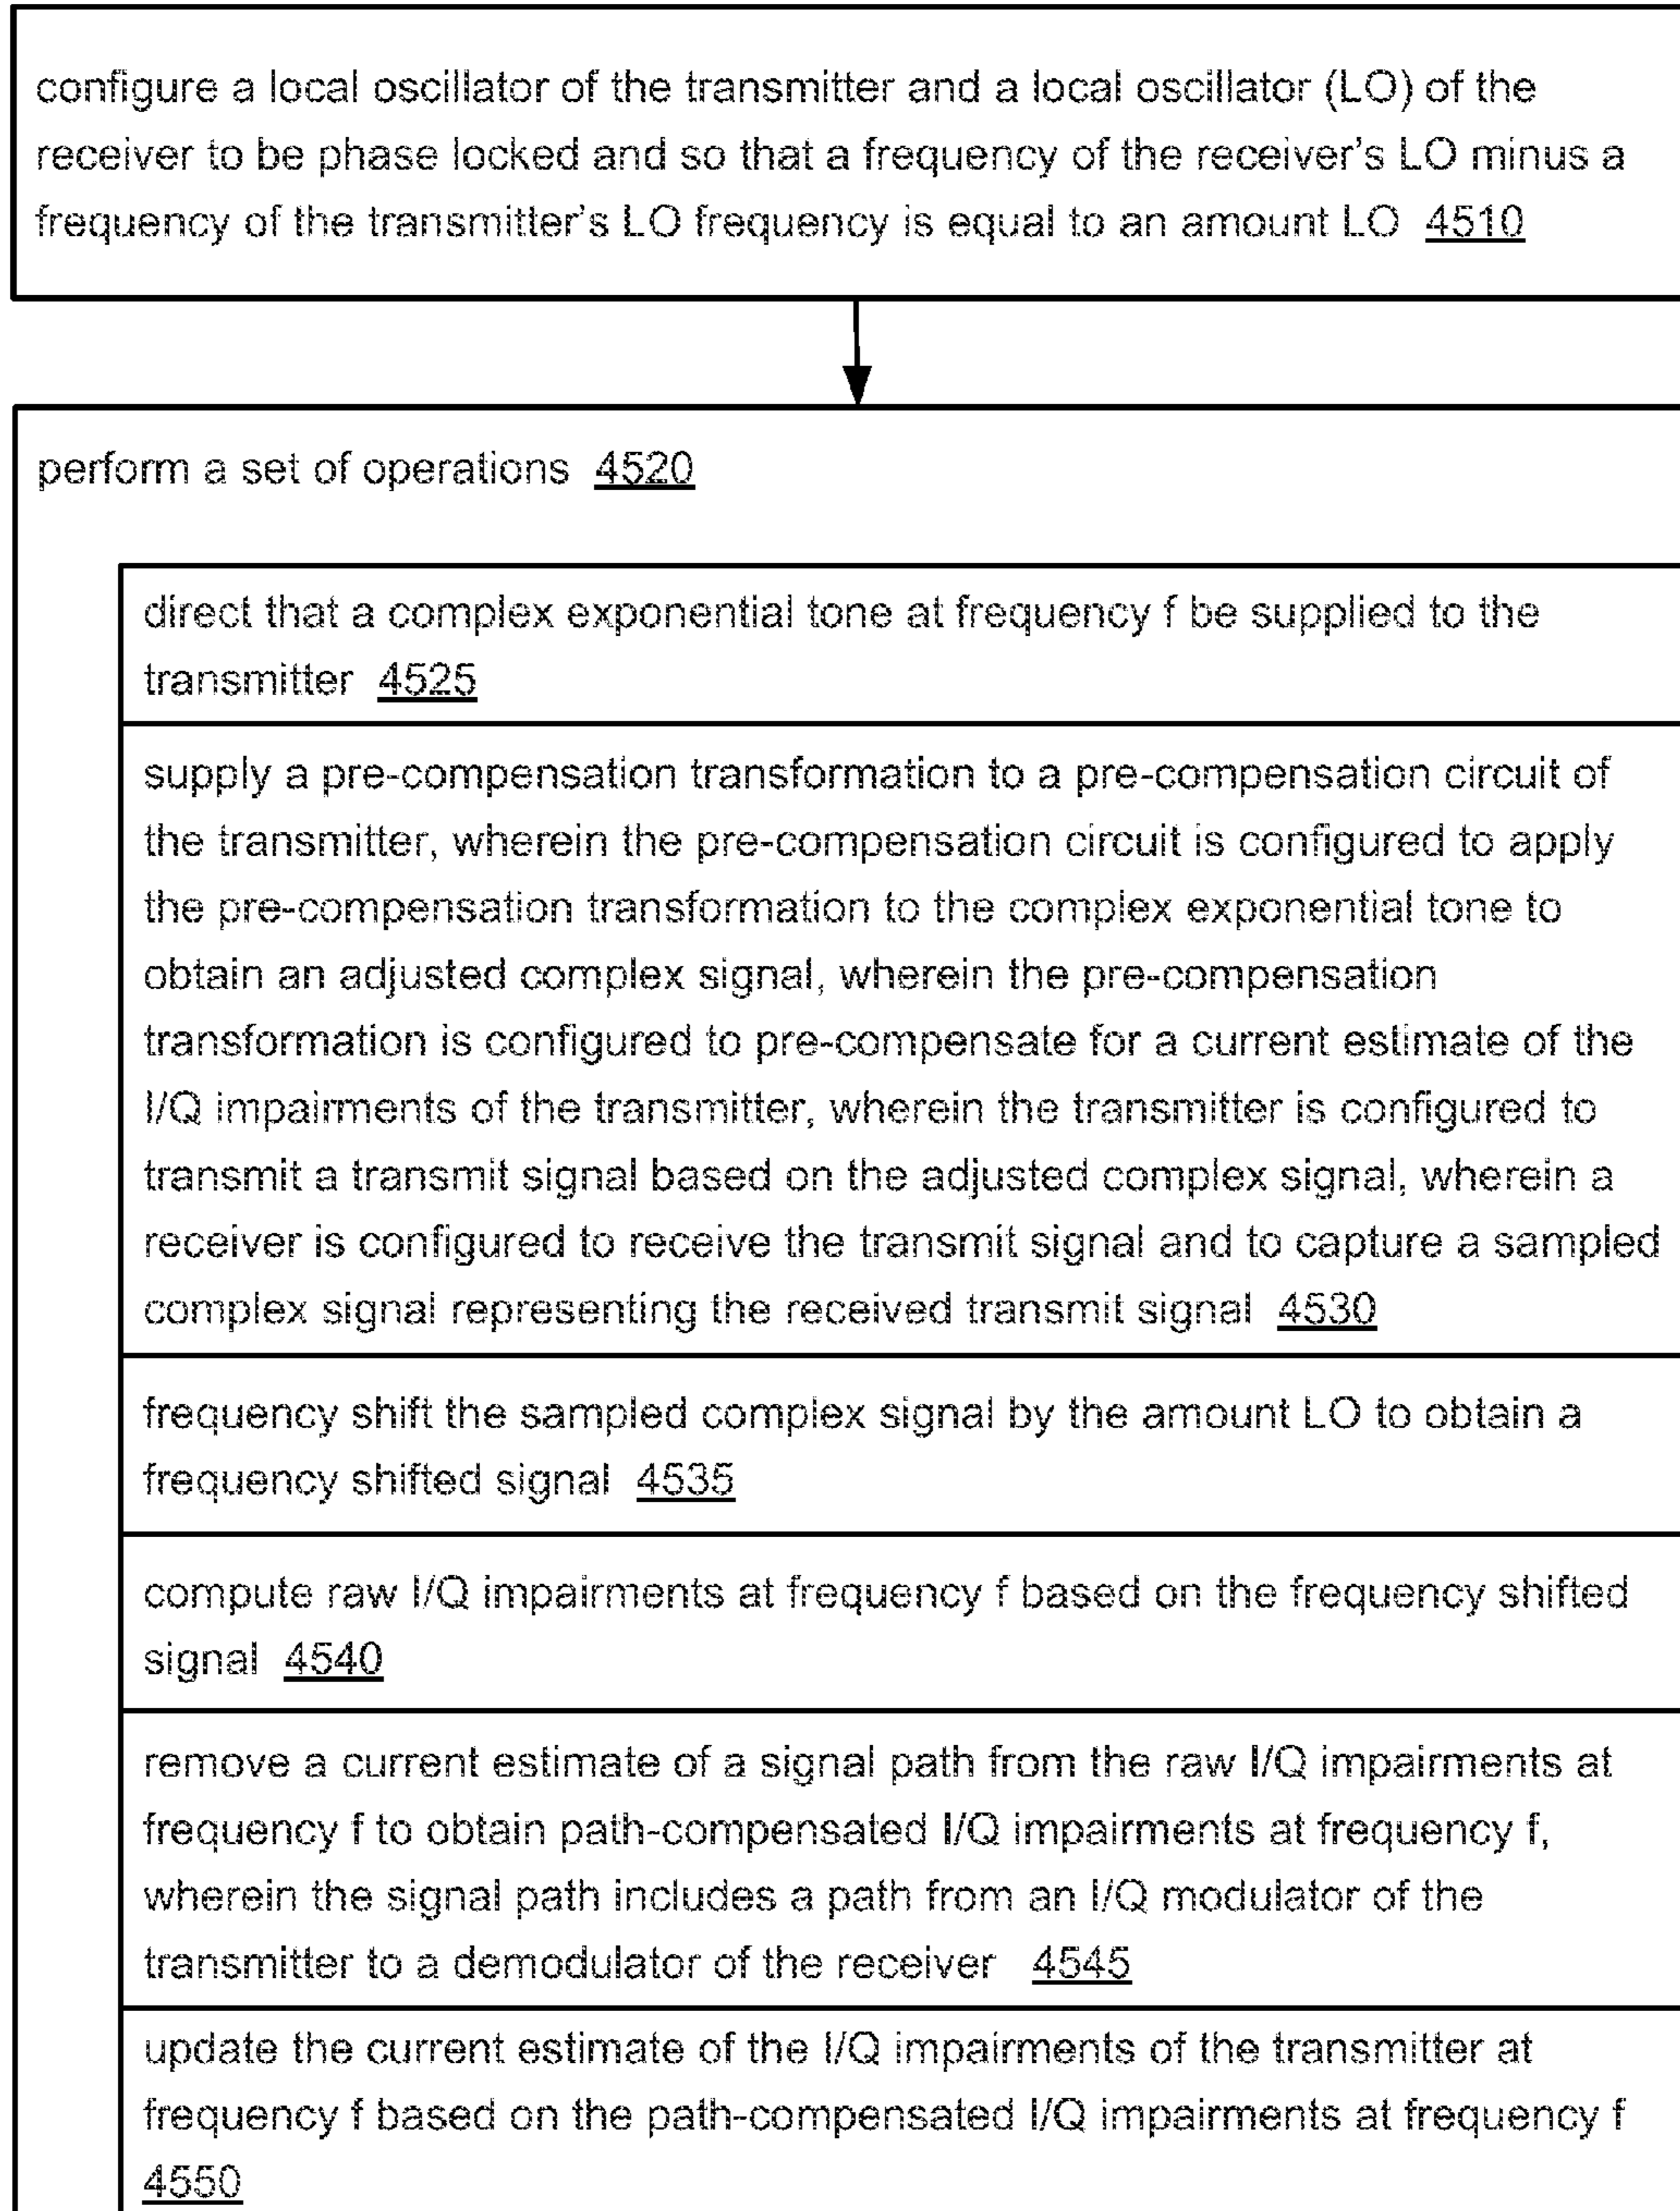 configure a local oscillator of the transmitter and a local oscillator (LO) of the
receiver to be phase locked and so that a frequency of the receiver's LO minus a
frequency of the transmitter's LO frequency is equal to an amount LO 4510
perform a set of operations 4520
direct that a complex exponential tone at frequency f be supplied to the
transmitter 4525
supply a pre-compensation transformation to a pre-compensation circuit of
the transmitter, wherein the pre-compensation circuit is configured to apply
the pre-compensation transformation to the complex exponential tone to
obtain an adjusted complex signal, wherein the pre-compensation
transformation is configured to pre-compensate for a current estimate of the
I/Q impairments of the transmitter, wherein the transmitter is configured to
transmit a transmit signal based on the adjusted complex signal, wherein a
receiver is configured to receive the transmit signal and to capture a sampled
complex signal representing the received transmit signal 4530
frequency shift the sampled complex signal by the amount LO to obtain a
frequency shifted signal 4535
compute raw I/Q impairments at frequency f based on the frequency shifted
signal 4540
remove a current estimate of a signal path from the raw I/Q impairments at
frequency f to obtain path-compensated I/Q impairments at frequency f,
wherein the signal path includes a path from an I/Q modulator of the
transmitter to a demodulator of the receiver 4545
update the current estimate of the I/Q impairments of the transmitter at
frequency f based on the path-compensated I/Q impairments at frequency f
4550